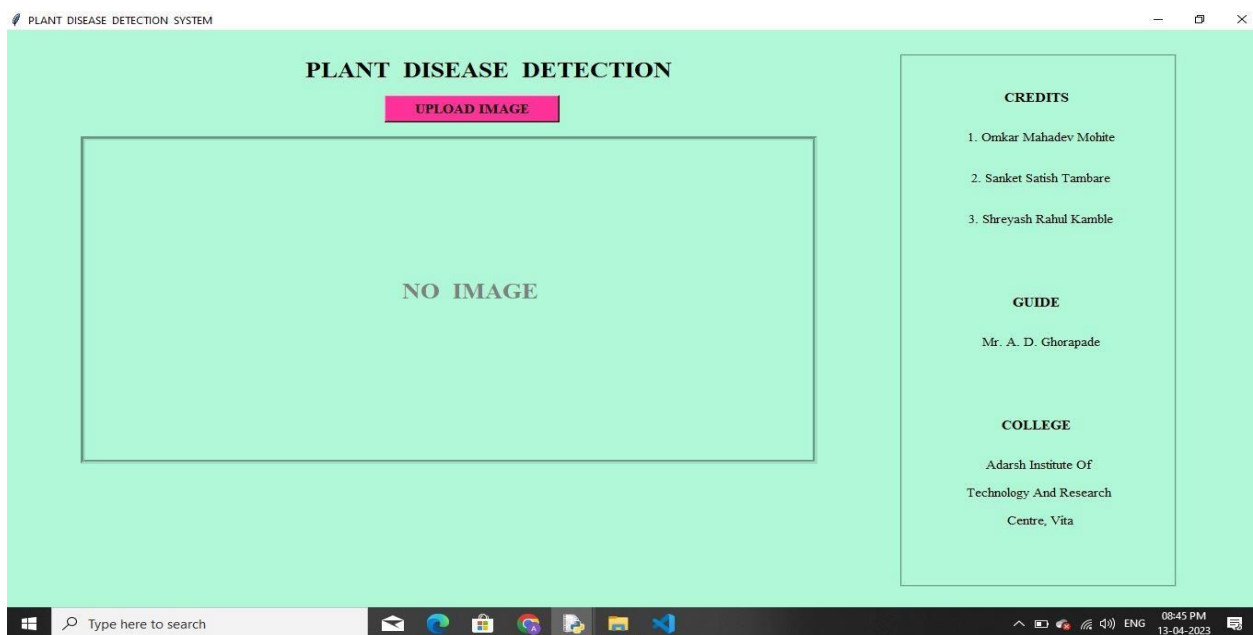 PLANT DISEASE DETECTION SYSTEM
PLANT DISEASE DETECTION
UPLOAD IMAGE
NO IMAGE
CREDITS
1. Omkar Mahadev Mohite
2. Sanket Satish Tambare
3. Shreyash Rahul Kamble
GUIDE
Mr. A. D. Ghorapade
COLLEGE
Adarsh Institute Of
Technology And Research
Centre, Vita
Type here to search
ENG
08:45 PM
13-04-2023